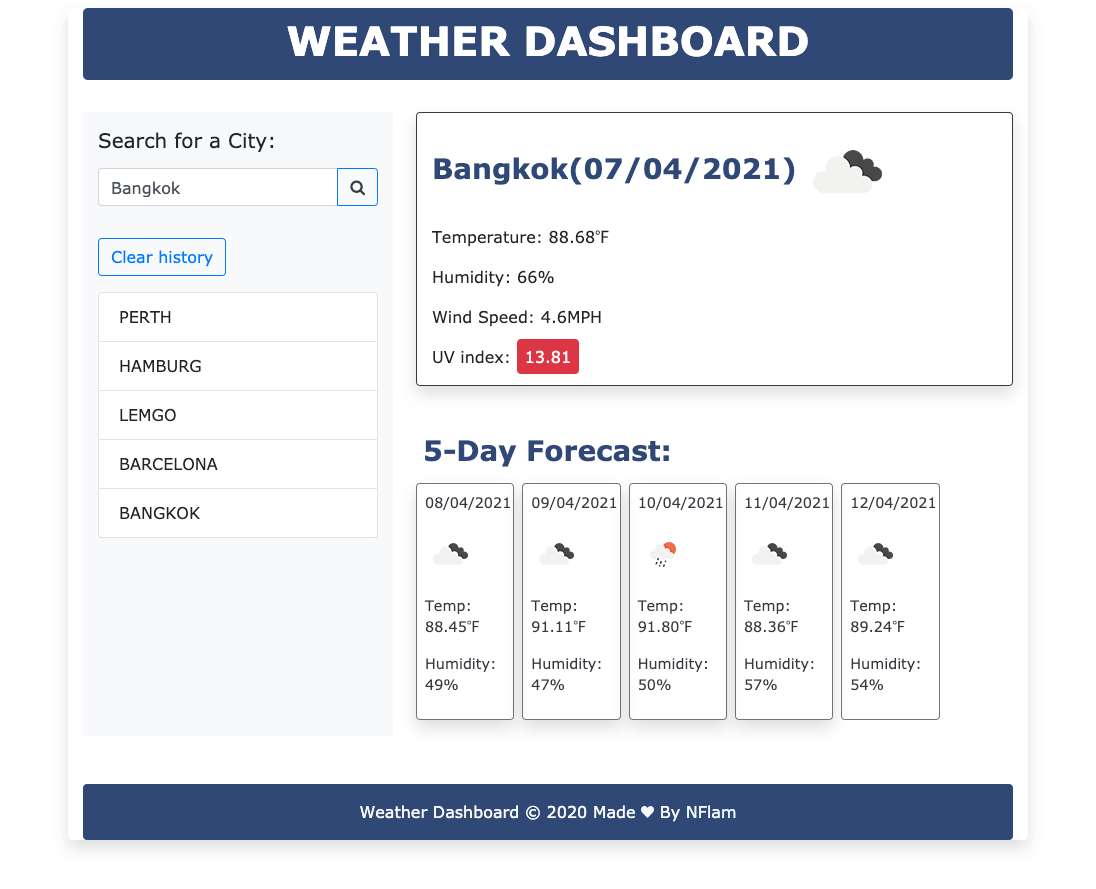 WEATHER DASHBOARD
Search for a City:
Bangkok
Clear history
PERTH
HAMBURG
LEMGO
BARCELONA
BANGKOK
Bangkok(07/04/2021)
Temperature: 88.68°F
Humidity: 66%
Wind Speed: 4.6MPH
UV index: 13.81
5-Day Forecast:
08/04/2021
Temp:
88.45°F
Humidity:
49%
09/04/2021
Temp:
91.11°F
Humidity:
47%
10/04/2021
Temp:
91.80°F
Humidity:
50%
11/04/2021
Temp:
88.36°F
Humidity:
57%
12/04/2021
Temp:
89.24°F
Humidity:
54%
Weather Dashboard © 2020 Made ♥ By NFlam